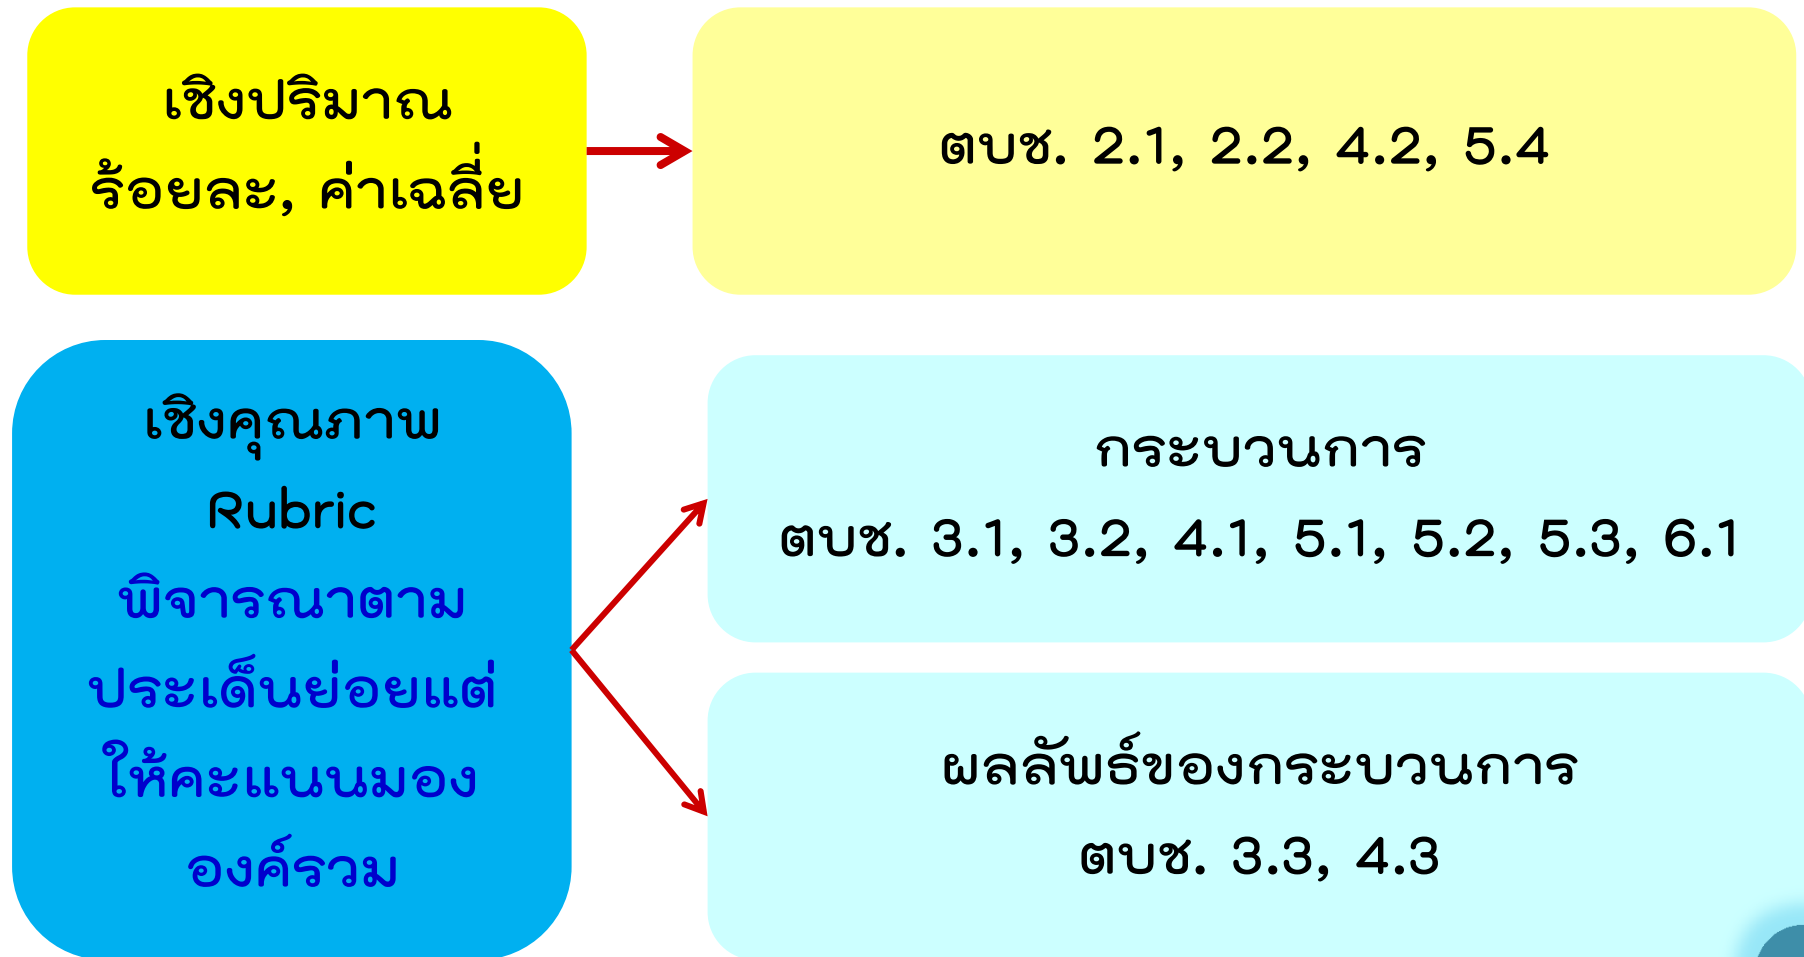 เชิงปริมาณ
ร้อยละ, ค่าเฉลี่ย
ตบช. 2.1, 2.2, 4.2, 5.4
เชิงคุณภาพ
Rubric
พิจารณาตาม
ประเด็นย่อยแต่
ให้คะแนนมอง
องค์รวม
กระบวนการ
ตบช. 3.1, 3.2, 4.1, 5.1, 5.2, 5.3, 6.1
ผลลัพธ์ของกระบวนการ
ตบช. 3.3, 4.3